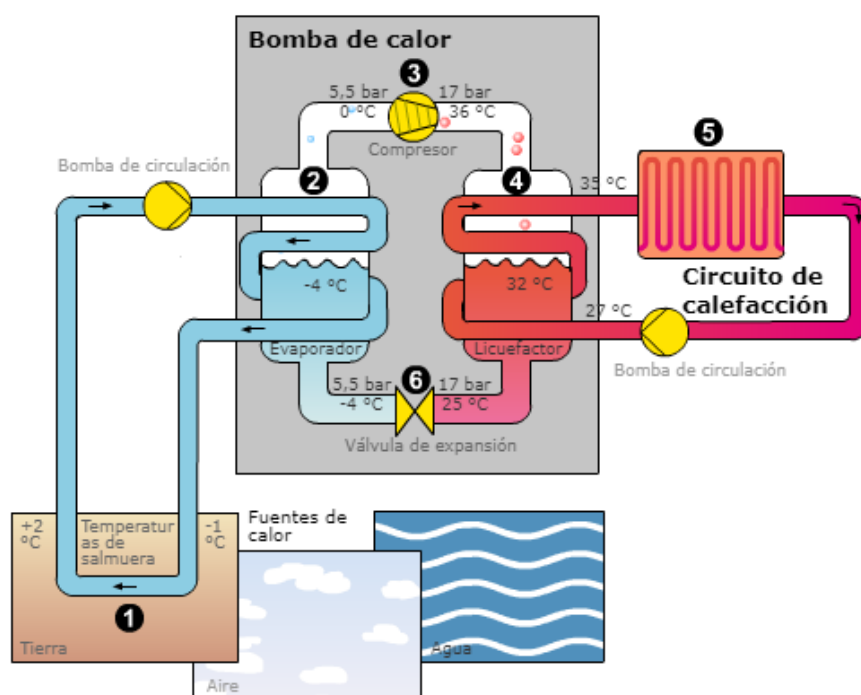 Bomba de calor
3
5,5 bar
17 bar
0 °C
36 °C
Compresor
Bomba de circulación
2
4
5
35 °C
Circuito de
calefacción
-4 °C
32 °C
27 °C
Evaporador
Licuefactor
Bomba de circulación
5,5 bar
6
17 bar
-4 °C
25 °C
Válvula de expansión
+2
°C
Temperatur
as de
salmuera
-1
°C
Fuentes de
calor
1
Tierra
Aire
Agua